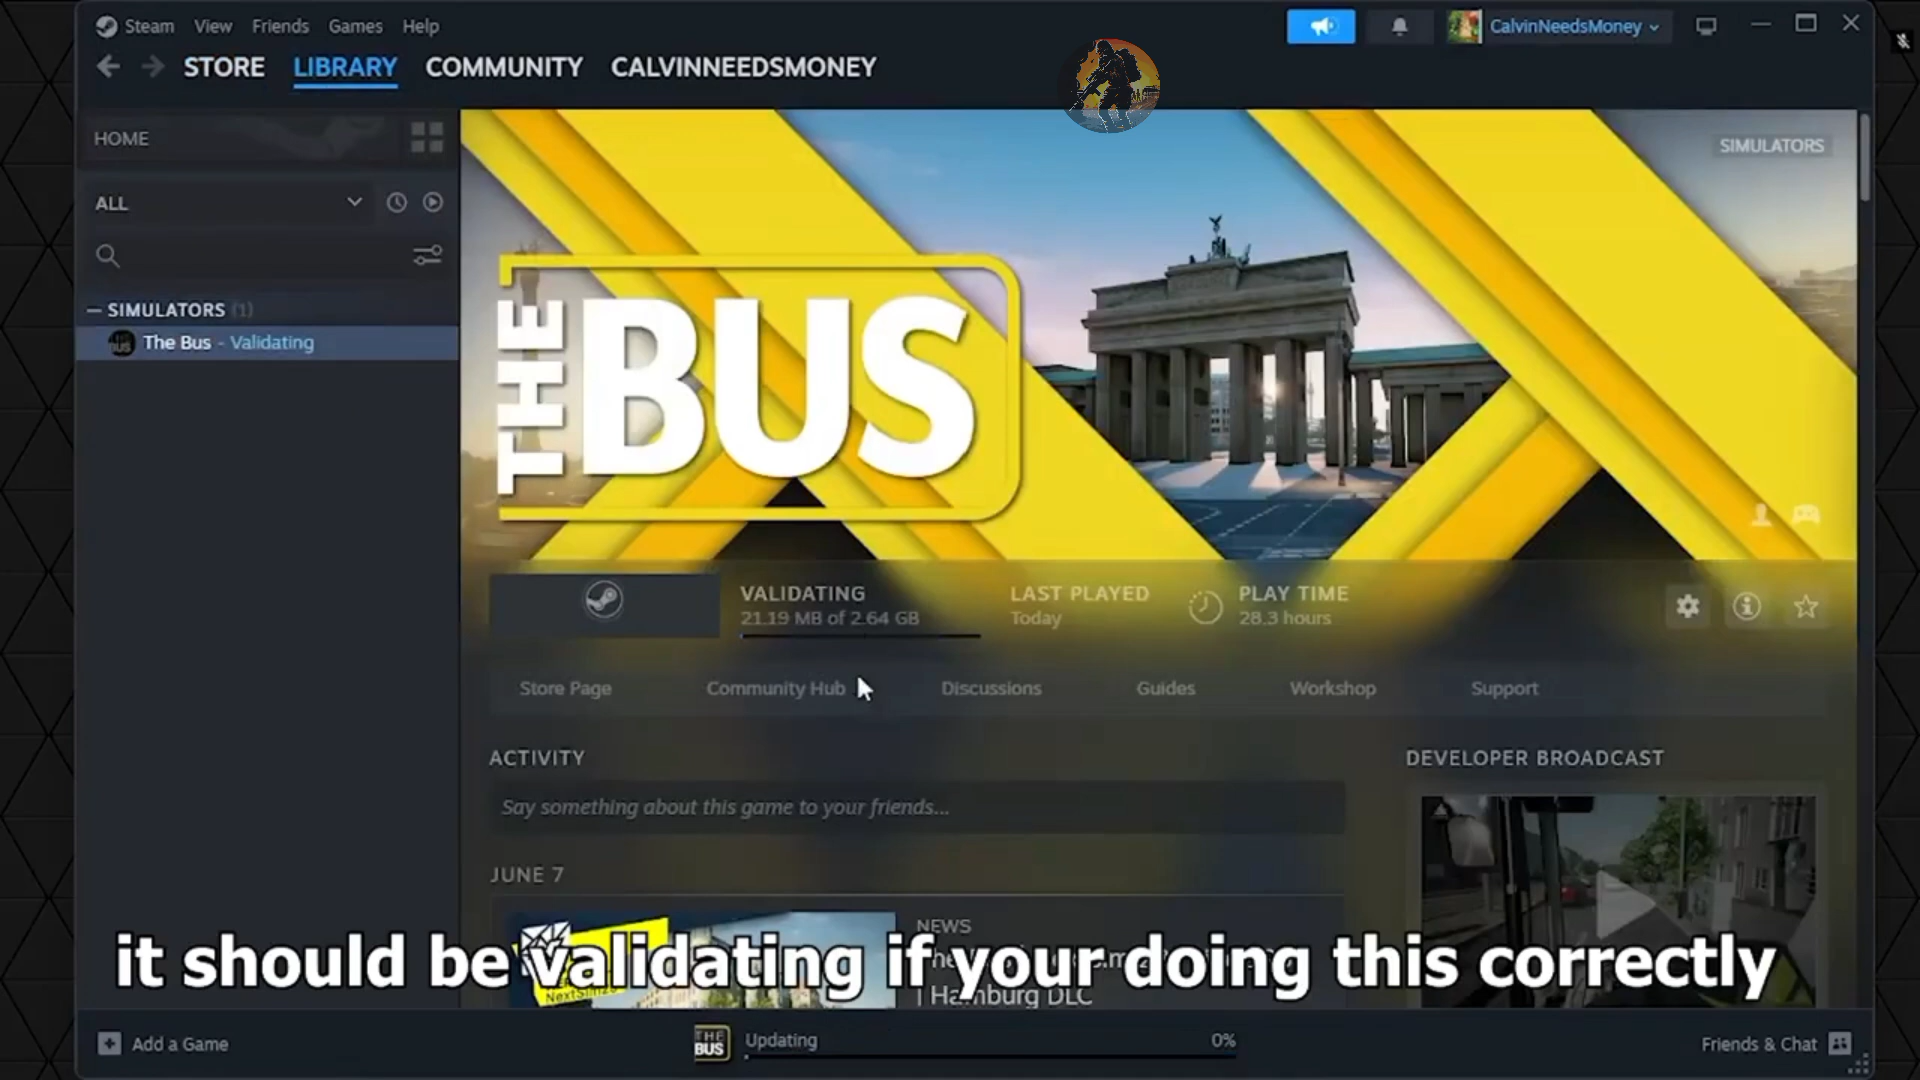 Steam View Friends Games Help
CalvinNeedsMoney
STORE LIBRARY COMMUNITY CALVINNEEDSMONEY
HOME
SIMULATORS
ALL
SIMULATORS (1)
The Bus - Validating
THE BUS
VALIDATING
21.19 MB of 2.64 GB
LAST PLAYED
Today
PLAY TIME
28.3 hours
Store Page Community Hub Discussions Guides Workshop Support
ACTIVITY
Say something about this game to your friends...
DEVELOPER BROADCAST
JUNE 7
NEWS
| Hamburg DLC
it should be validating if your doing this correctly
Add a Game
THE BUS
Updating 0%
Friends & Chat